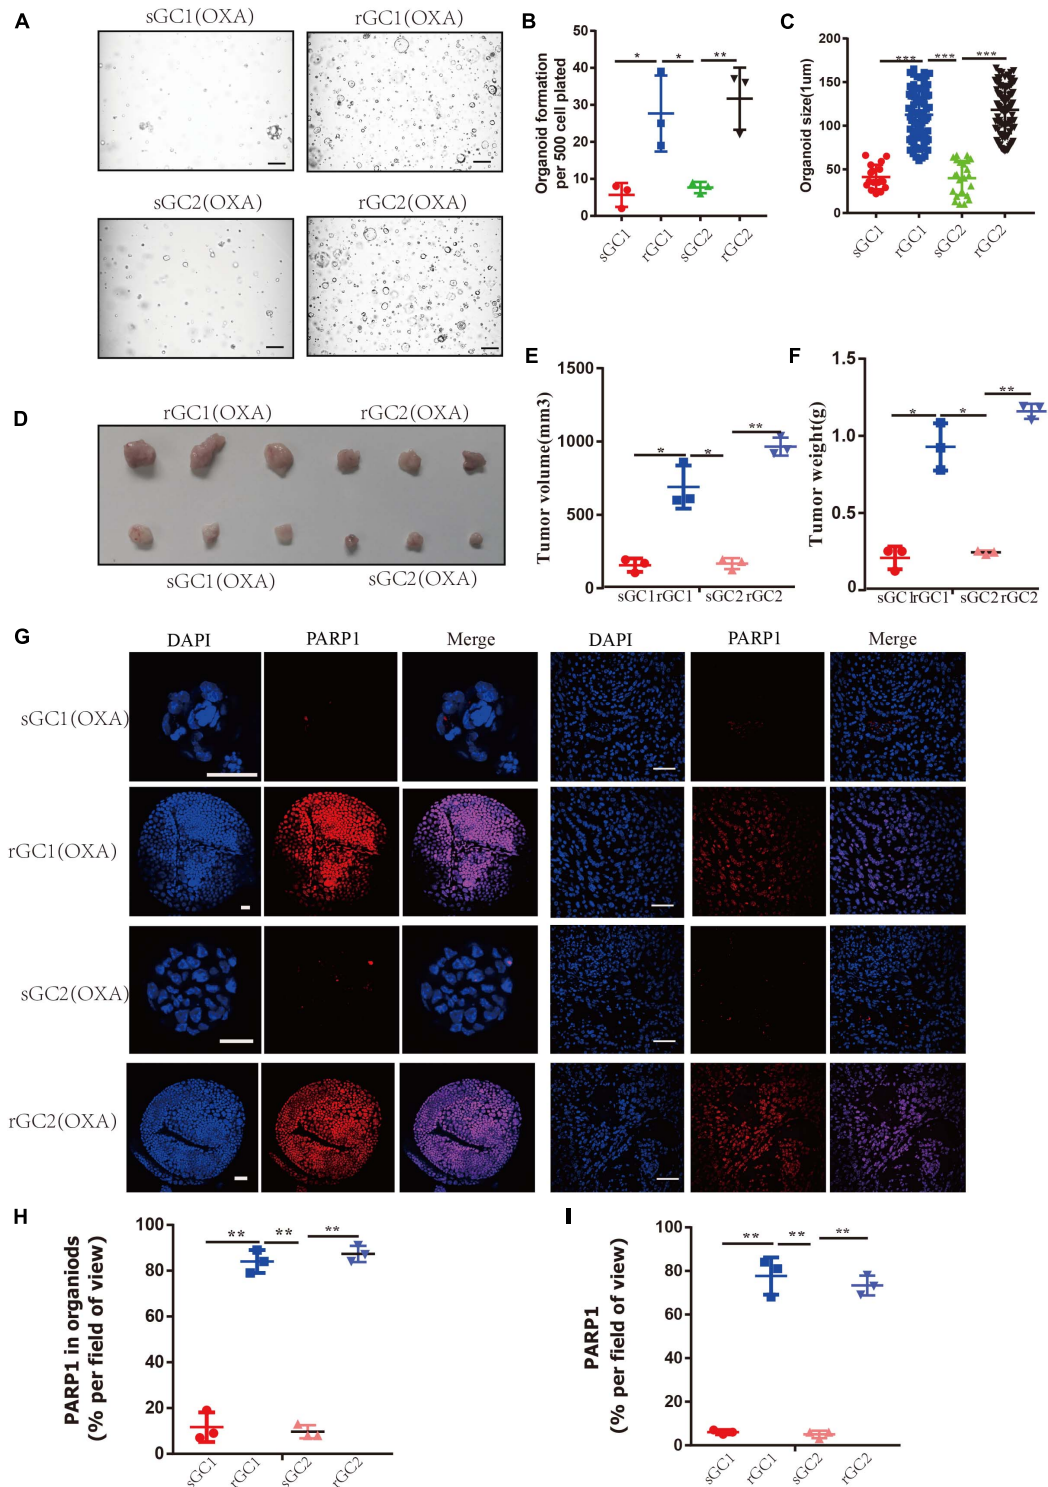 A
sGC1(OXA)
rGC1(OXA)
sGC2(OXA)
rGC2(OXA)
B
Organoid formation
per 500 cell plated
50
40
30
20
10
0
* * **
sGC1 rGC1 sGC2 rGC2
C
Organoid size(1um)
200
150
100
50
0
*** *** ***
sGC1 rGC1 sGC2 rGC2
D
rGC1(OXA) rGC2(OXA)
sGC1(OXA) sGC2(OXA)
E
Tumor volume(mm3)
1500
1000
500
0
* * **
sGC1rGC1 sGC2 rGC2
F
Tumor weight(g)
1.5
1.0
0.5
0
* * **
sGC1rGC1 sGC2 rGC2
G
DAPI PARP1 Merge DAPI PARP1 Merge
sGC1(OXA)
rGC1(OXA)
sGC2(OXA)
rGC2(OXA)
H
PARP1 in organiods
(% per field of view)
100
80
60
40
20
0
** ** **
sGC1 rGC1 sGC2 rGC2
I
PARP1
(% per field of view)
100
80
60
40
20
0
** ** **
sGC1 rGC1 sGC2 rGC2